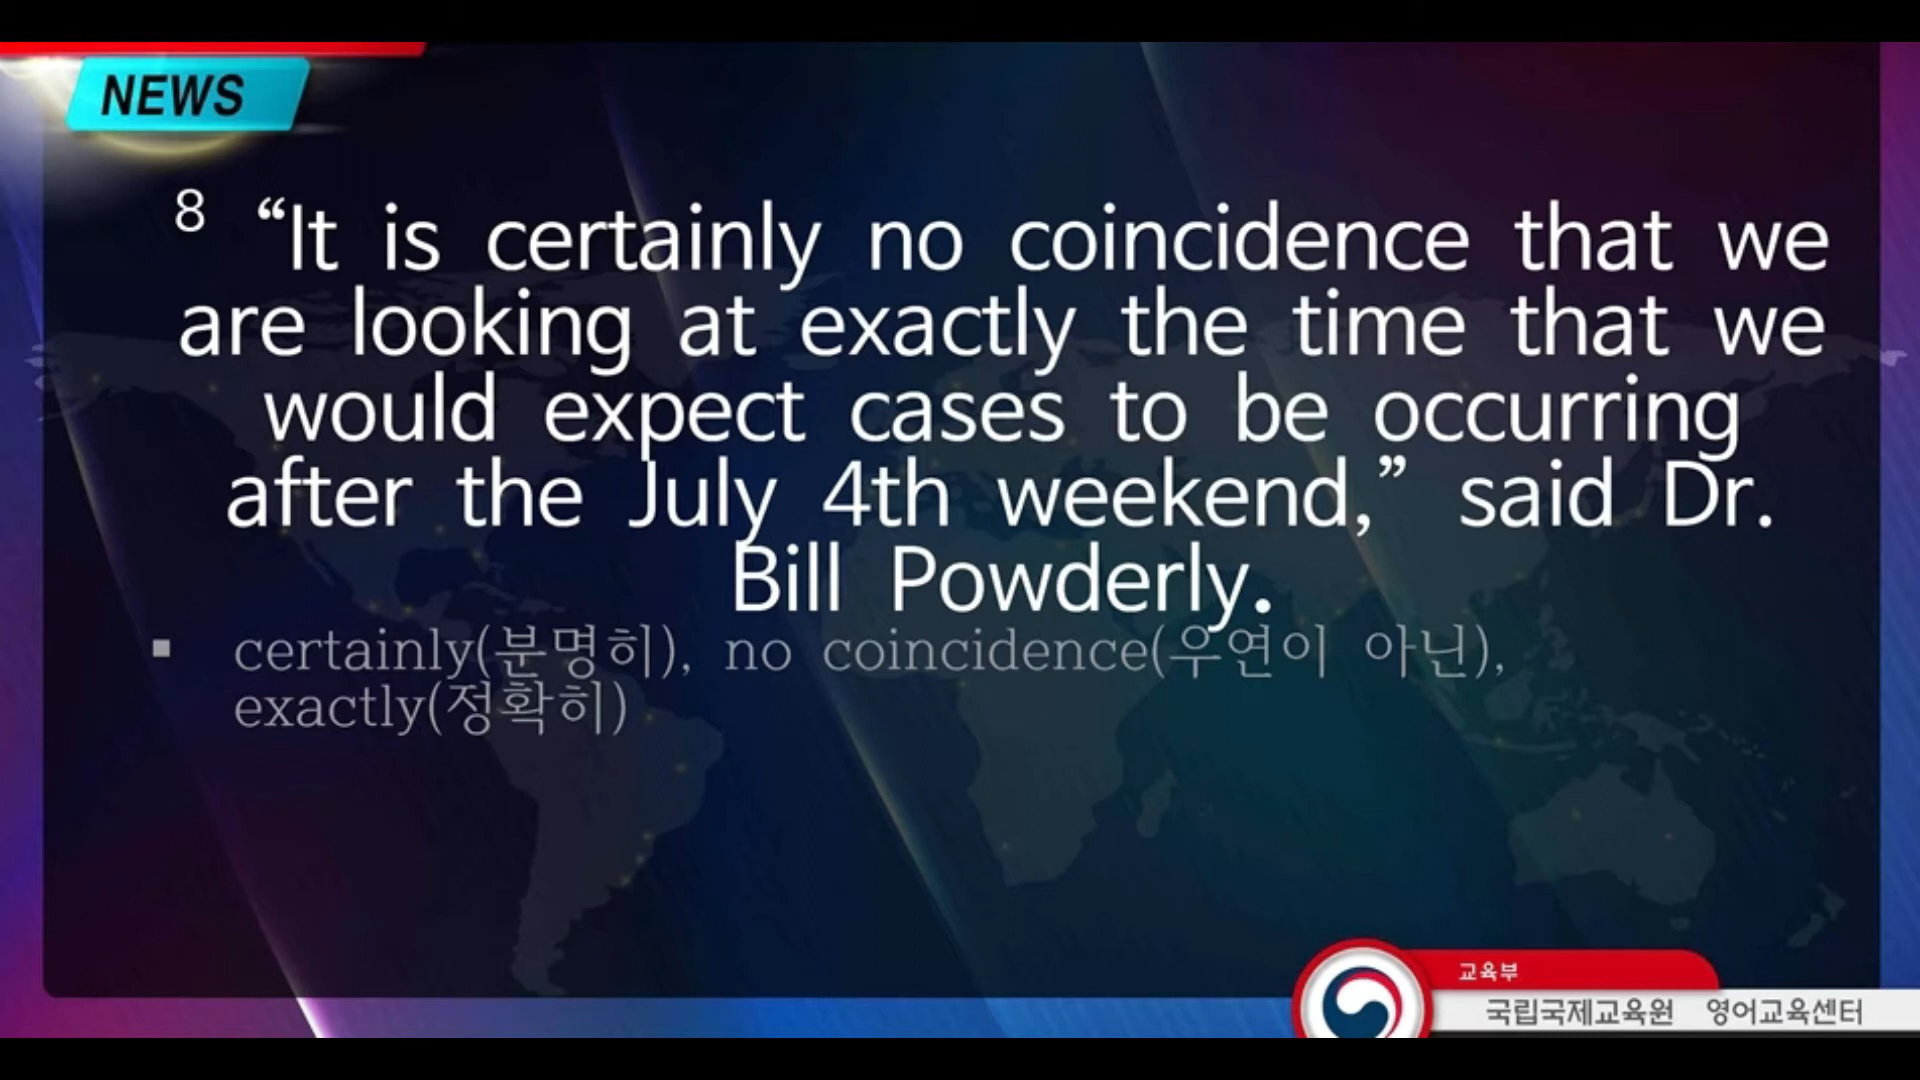 NEWS
8 “It is certainly no coincidence that we
are looking at exactly the time that we
would expect cases to be occurring
after the July 4th weekend,” said Dr.
Bill Powderly.
▪ certainly(분명히), no coincidence(우연이 아닌),
exactly(정확히)
교육부
국립국제교육원 영어교육센터